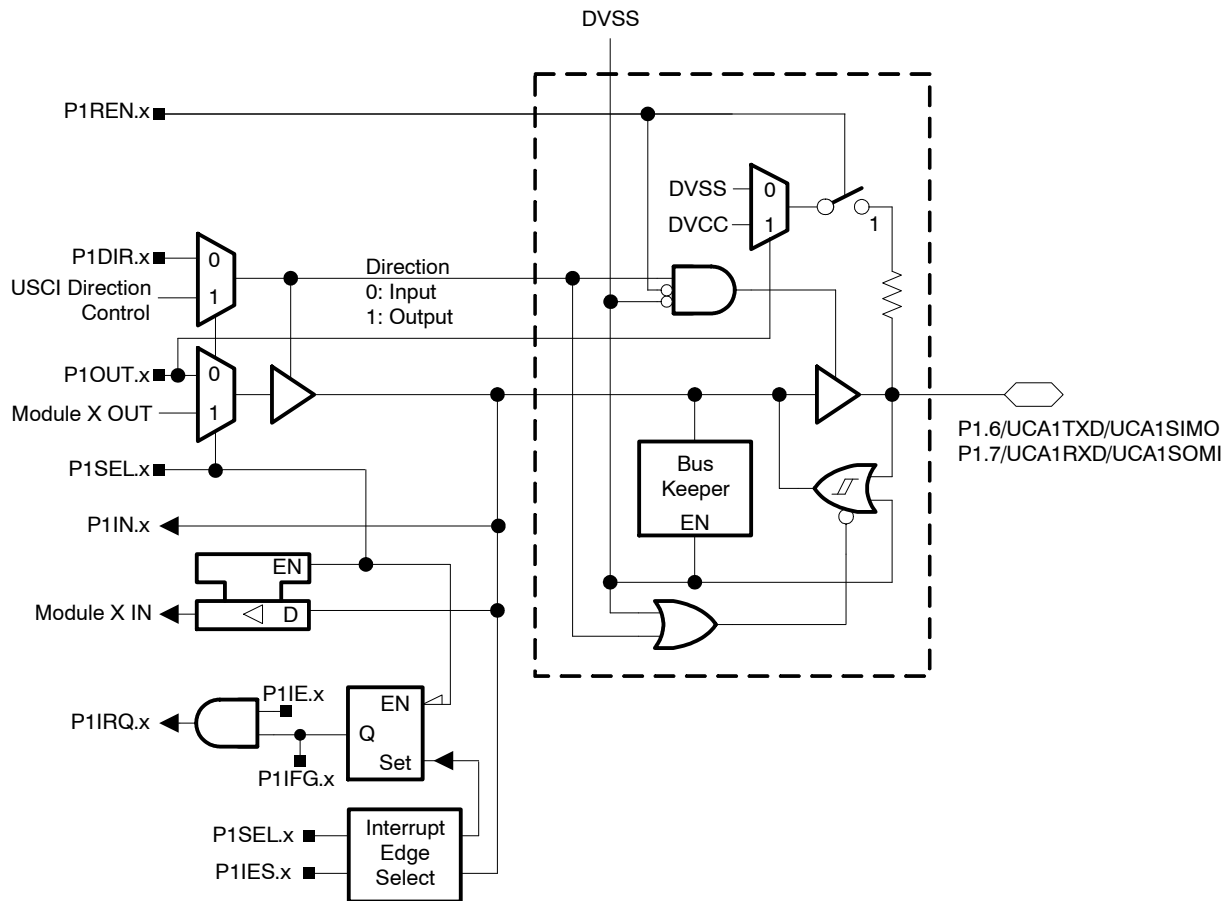 DVSS
P1REN.x
DVSS
0
DVCC
1
1
P1DIR.x
0
USCI Direction
Control
1
Direction
0: Input
1: Output
P1OUT.x
0
Module X OUT
1
P1.6/UCA1TXD/UCA1SIMO
P1.7/UCA1RXD/UCA1SOMI
P1SEL.x
Bus
Keeper
EN
P1IN.x
EN
Module X IN
D
P1IE.x
EN
P1IRQ.x
Q
Set
P1IFG.x
P1SEL.x
P1IES.x
Interrupt
Edge
Select